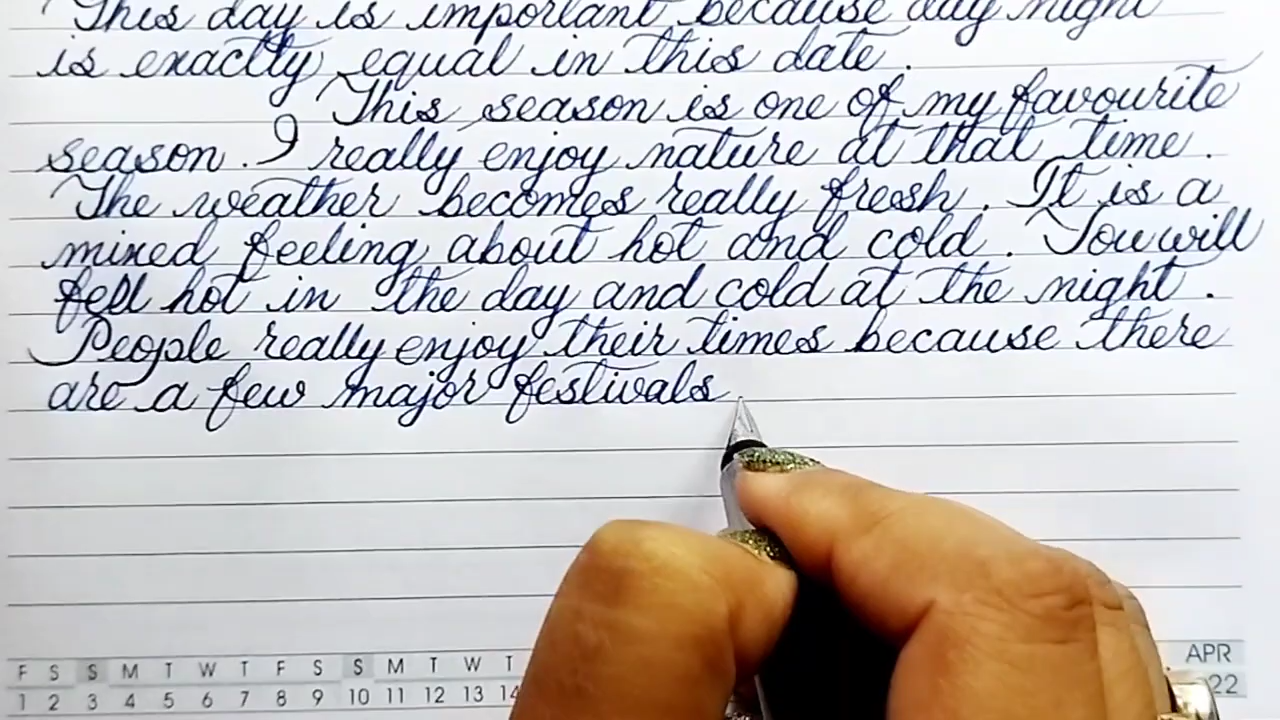 This day is important because day night
is exactly equal in this date.
This season is one of my favourite
season. I really enjoy nature at that time.
The weather becomes really fresh. It is a
mixed feeling about hot and cold. You will
fell hot in the day and cold at the night.
People really enjoy their times because there
are a few major festivals
F S S M T W T F S S M T W T APR
1 2 3 4 5 6 7 8 9 10 11 12 13 14 22